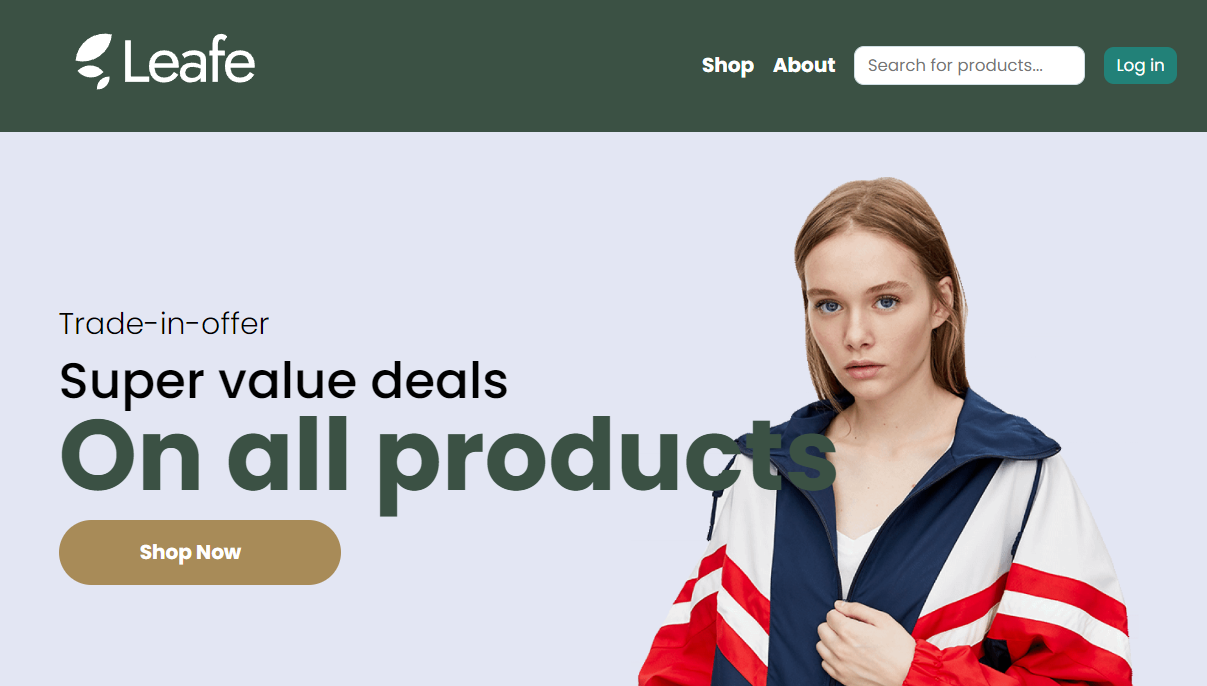 Leafe
Shop About Search for products... Log in
Trade-in-offer
Super value deals
On all products
Shop Now